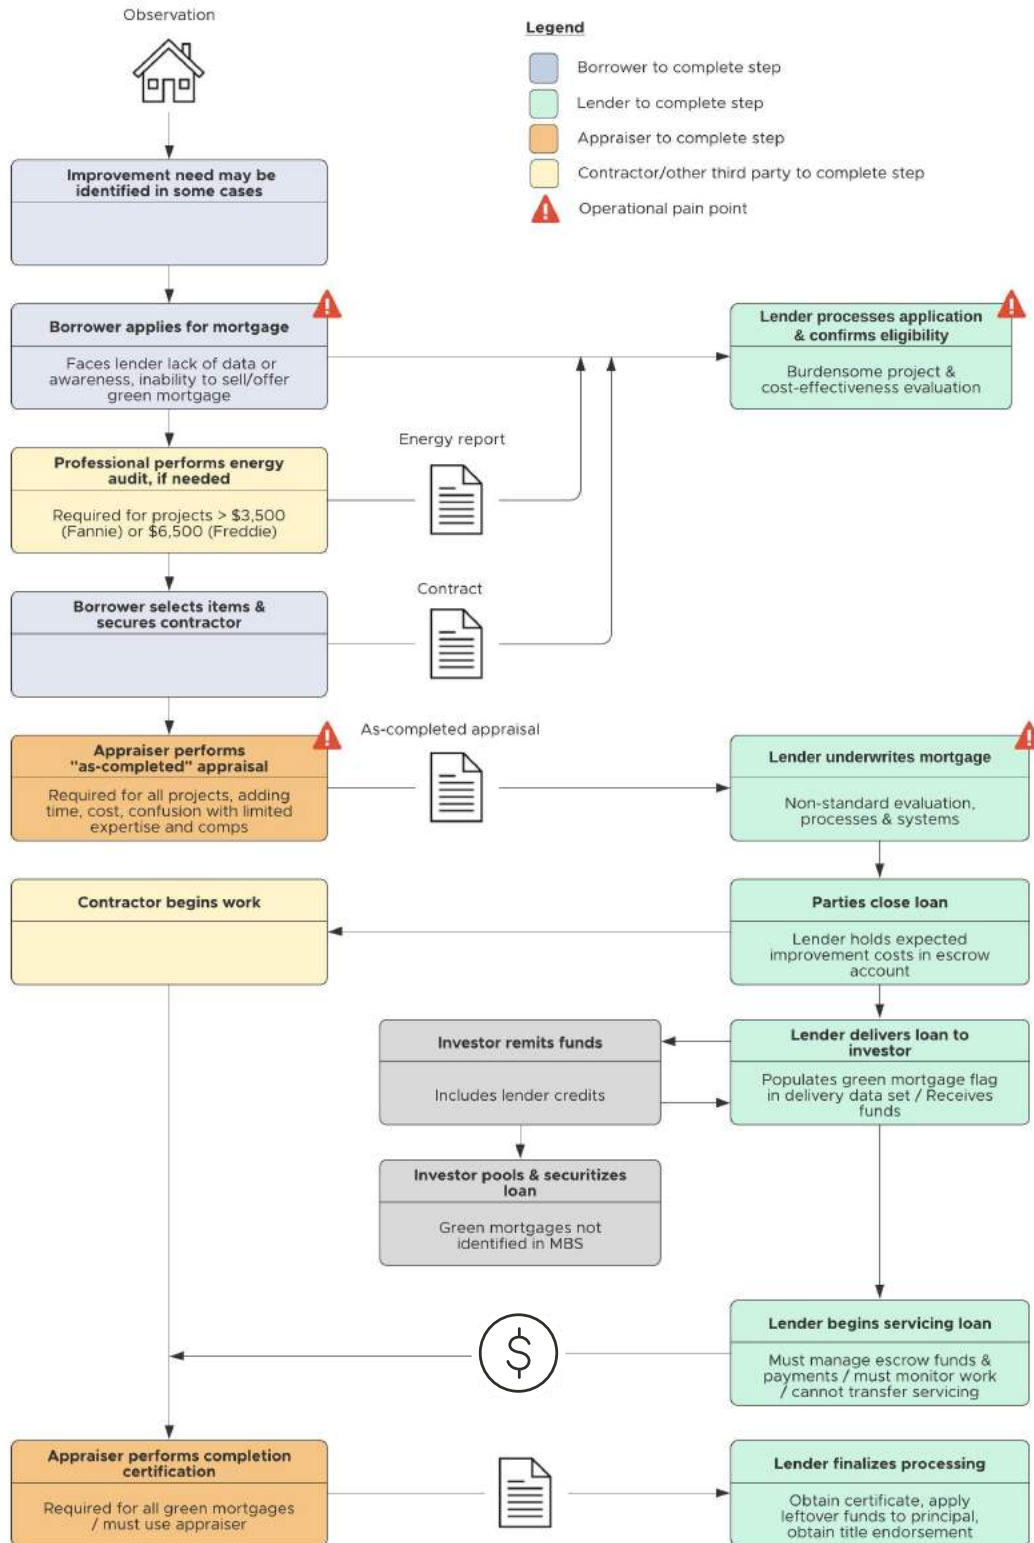 Observation
Legend
Borrower to complete step
Lender to complete step
Appraiser to complete step
Contractor/other third party to complete step
Operational pain point
Improvement need may be
identified in some cases
Borrower applies for mortgage
Faces lender lack of data or
awareness, inability to sell/offer
green mortgage
Lender processes application
& confirms eligibility
Burdensome project &
cost-effectiveness evaluation
Professional performs energy
audit, if needed
Required for projects > $3,500
(Fannie) or $6,500 (Freddie)
Energy report
Borrower selects items &
secures contractor
Contract
Appraiser performs
"as-completed" appraisal
Required for all projects, adding
time, cost, confusion with limited
expertise and comps
As-completed appraisal
Lender underwrites mortgage
Non-standard evaluation,
processes & systems
Contractor begins work
Parties close loan
Lender holds expected
improvement costs in escrow
account
Investor remits funds
Includes lender credits
Lender delivers loan to
investor
Populates green mortgage flag
in delivery data set / Receives
funds
Investor pools & securitizes
loan
Green mortgages not
identified in MBS
$
Lender begins servicing loan
Must manage escrow funds &
payments / must monitor work
/ cannot transfer servicing
Appraiser performs completion
certification
Required for all green mortgages
/ must use appraiser
Lender finalizes processing
Obtain certificate, apply
leftover funds to principal,
obtain title endorsement